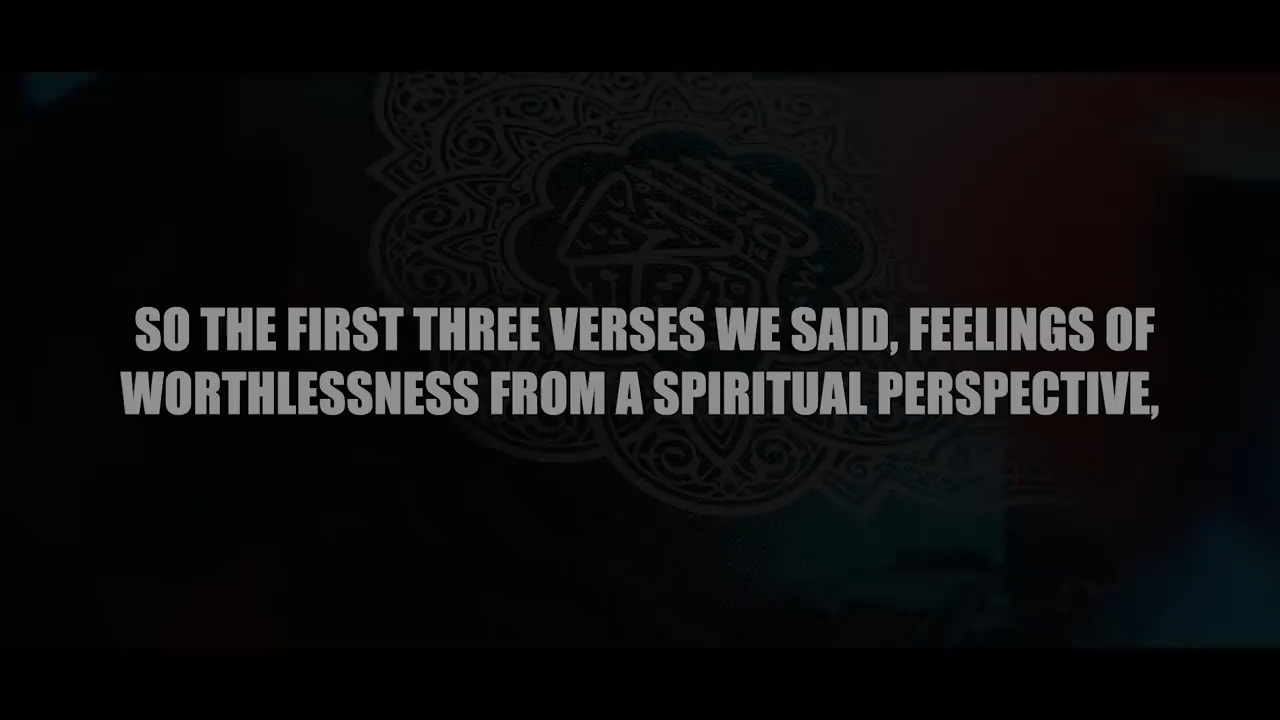 SO THE FIRST THREE VERSES WE SAID, FEELINGS OF
WORTHLESSNESS FROM A SPIRITUAL PERSPECTIVE,